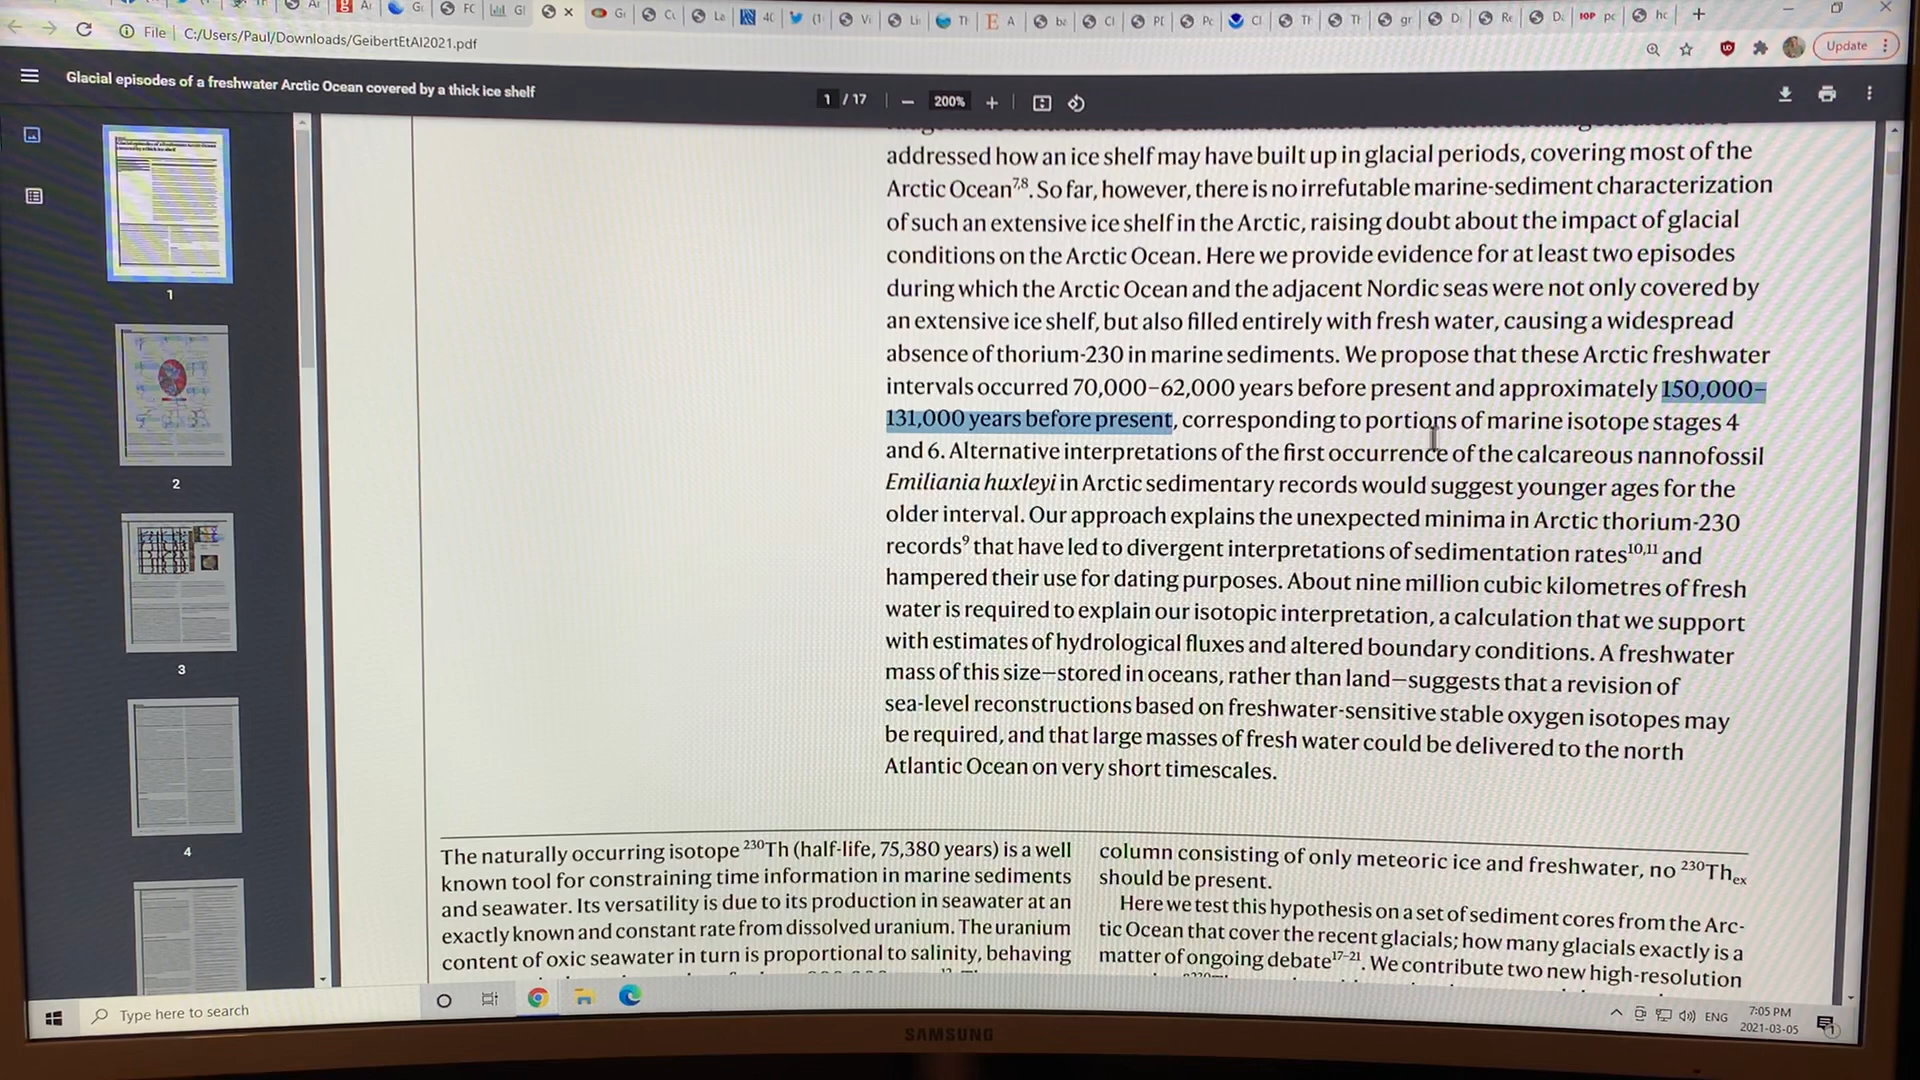 File | C:/Users/Paul/Downloads/GeibertEtAl2021.pdf
Update
Glacial episodes of a freshwater Arctic Ocean covered by a thick ice shelf
1 / 17
200%
addressed how an ice shelf may have built up in glacial periods, covering most of the
Arctic Ocean7,8. So far, however, there is no irrefutable marine-sediment characterization
of such an extensive ice shelf in the Arctic, raising doubt about the impact of glacial
conditions on the Arctic Ocean. Here we provide evidence for at least two episodes
during which the Arctic Ocean and the adjacent Nordic seas were not only covered by
an extensive ice shelf, but also filled entirely with fresh water, causing a widespread
absence of thorium-230 in marine sediments. We propose that these Arctic freshwater
intervals occurred 70,000–62,000 years before present and approximately 150,000–
131,000 years before present, corresponding to portions of marine isotope stages 4
and 6. Alternative interpretations of the first occurrence of the calcareous nannofossil
Emiliania huxleyi in Arctic sedimentary records would suggest younger ages for the
older interval. Our approach explains the unexpected minima in Arctic thorium-230
records9 that have led to divergent interpretations of sedimentation rates10,11 and
hampered their use for dating purposes. About nine million cubic kilometres of fresh
water is required to explain our isotopic interpretation, a calculation that we support
with estimates of hydrological fluxes and altered boundary conditions. A freshwater
mass of this size—stored in oceans, rather than land—suggests that a revision of
sea-level reconstructions based on freshwater-sensitive stable oxygen isotopes may
be required, and that large masses of fresh water could be delivered to the north
Atlantic Ocean on very short timescales.
The naturally occurring isotope 230Th (half-life, 75,380 years) is a well
known tool for constraining time information in marine sediments
and seawater. Its versatility is due to its production in seawater at an
exactly known and constant rate from dissolved uranium. The uranium
content of oxic seawater in turn is proportional to salinity, behaving
column consisting of only meteoric ice and freshwater, no 230Thex
should be present.
Here we test this hypothesis on a set of sediment cores from the Arc-
tic Ocean that cover the recent glacials; how many glacials exactly is a
matter of ongoing debate17–21. We contribute two new high-resolution
1
2
3
4
Type here to search
ENG
7:05 PM
2021-03-05
SAMSUNG